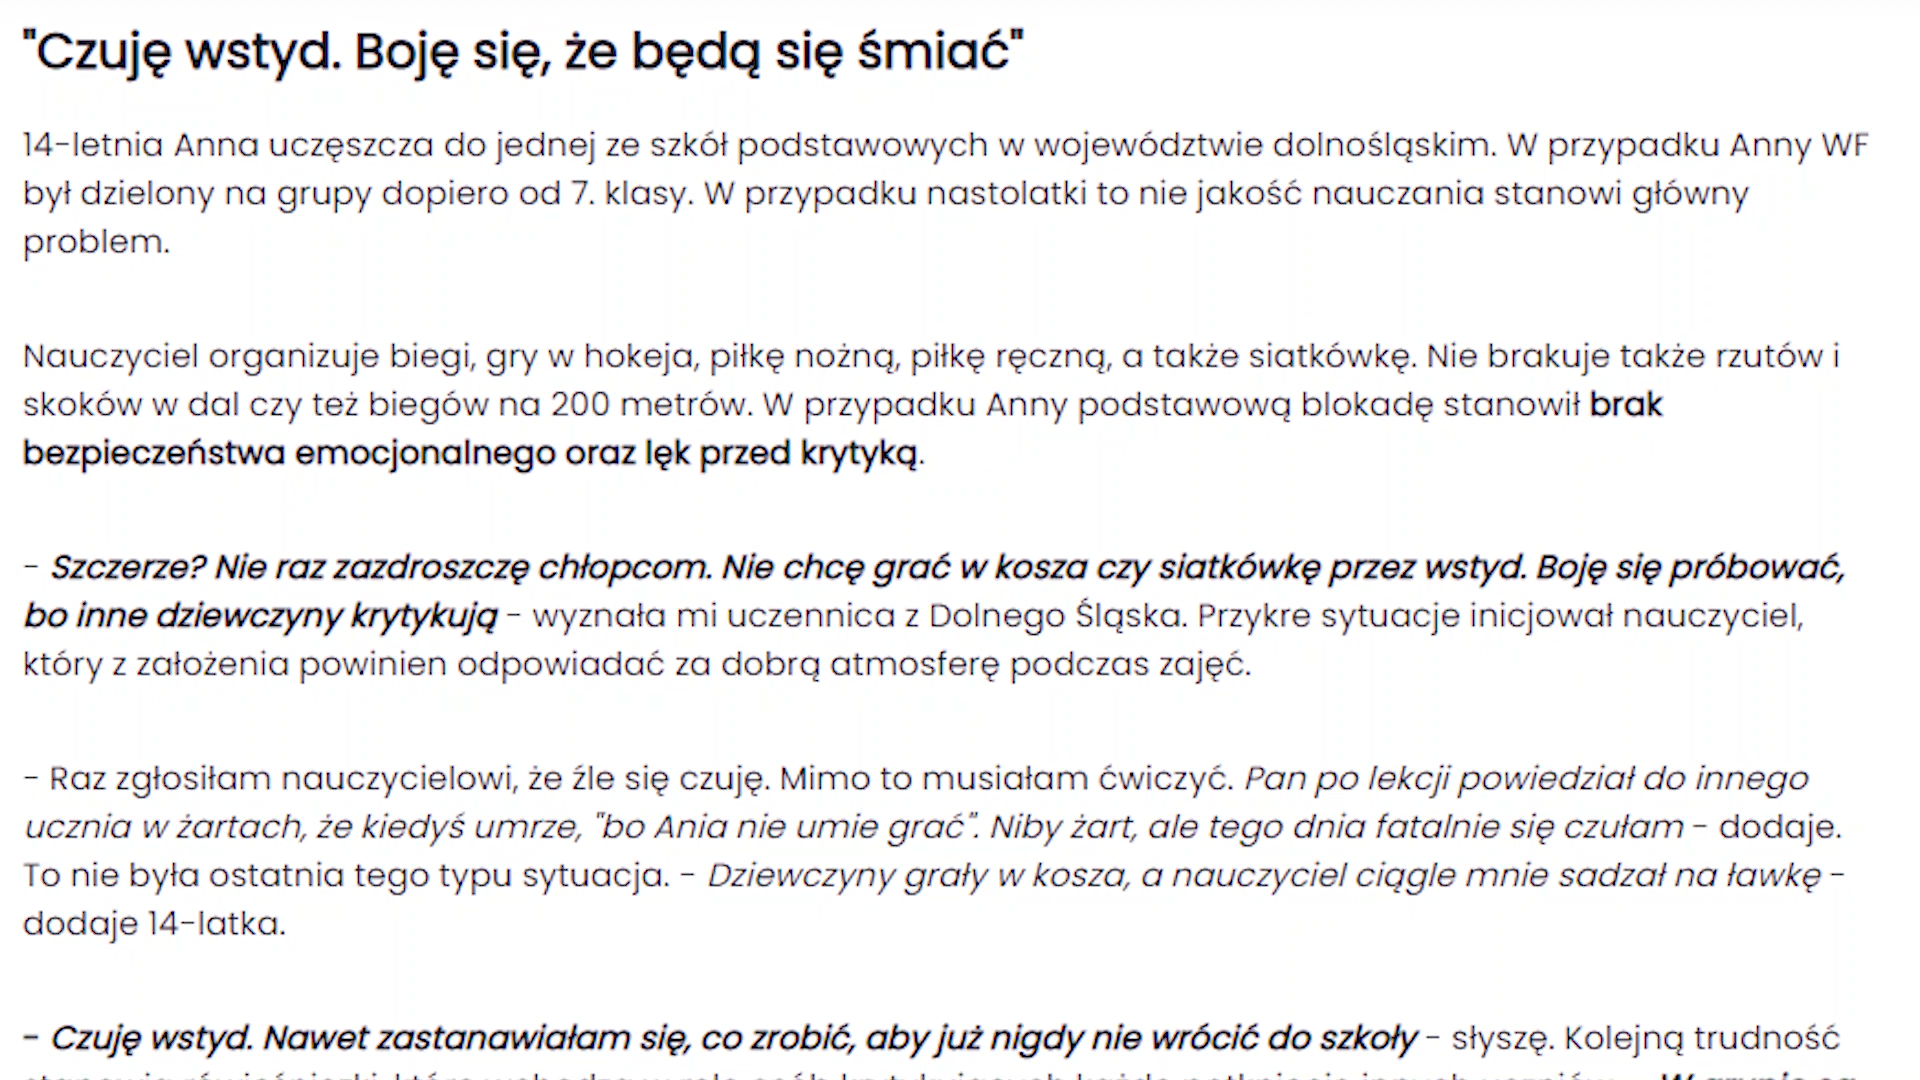 "Czuję wstyd. Boję się, że będą się śmiać"
14-letnia Anna uczęszcza do jednej ze szkół podstawowych w województwie dolnośląskim. W przypadku Anny WF
był dzielony na grupy dopiero od 7. klasy. W przypadku nastolatki to nie jakość nauczania stanowi główny
problem.
Nauczyciel organizuje biegi, gry w hokeja, piłkę nożną, piłkę ręczną, a także siatkówkę. Nie brakuje także rzutów i
skoków w dal czy też biegów na 200 metrów. W przypadku Anny podstawową blokadę stanowił brak
bezpieczeństwa emocjonalnego oraz lęk przed krytyką.
- Szczerze? Nie raz zazdroszczę chłopcom. Nie chcę grać w kosza czy siatkówkę przez wstyd. Boję się próbować,
bo inne dziewczyny krytykują - wyznała mi uczennica z Dolnego Śląska. Przykre sytuacje inicjował nauczyciel,
który z założenia powinien odpowiadać za dobrą atmosferę podczas zajęć.
- Raz zgłosiłam nauczycielowi, że źle się czuję. Mimo to musiałam ćwiczyć. Pan po lekcji powiedział do innego
ucznia w żartach, że kiedyś umrze, "bo Ania nie umie grać". Niby żart, ale tego dnia fatalnie się czułam - dodaje.
To nie była ostatnia tego typu sytuacja. - Dziewczyny grały w kosza, a nauczyciel ciągle mnie sadzał na ławkę -
dodaje 14-latka.
- Czuję wstyd. Nawet zastanawiałam się, co zrobić, aby już nigdy nie wrócić do szkoły - słyszę. Kolejną trudność